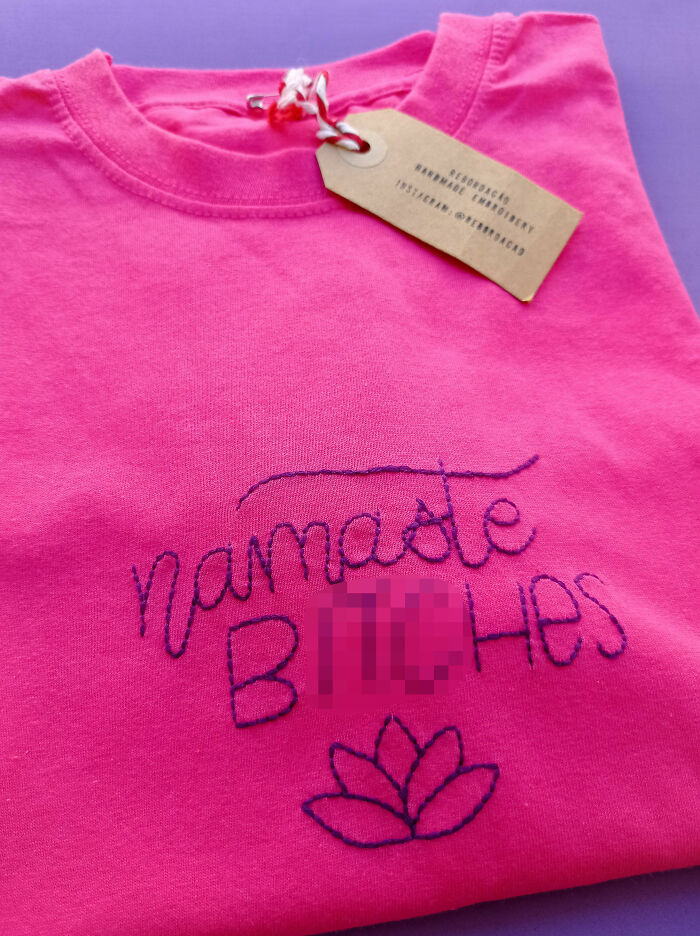 REBORDAÇÃO
HANDMADE EMBROIDERY
INSTAGRAM: @REBORDACAO
namaste